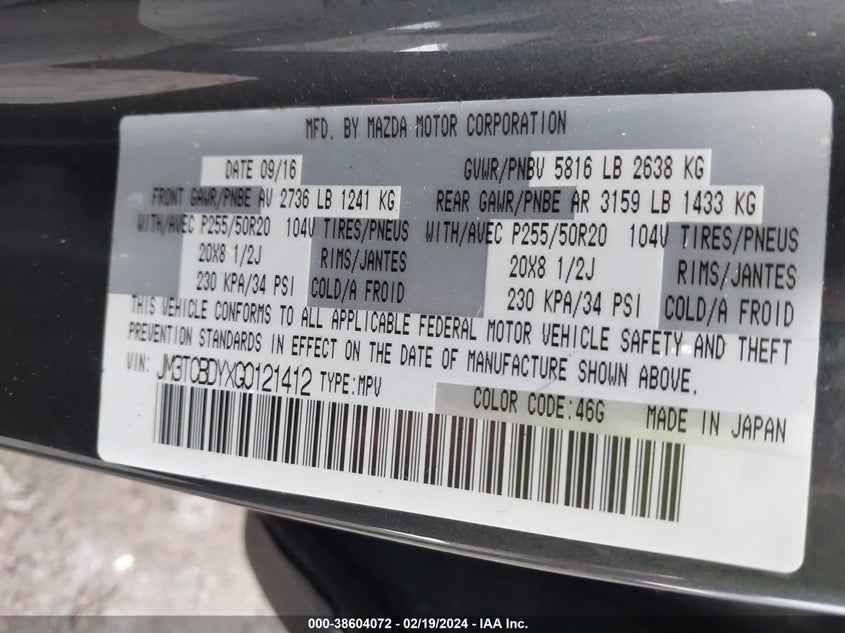 MFD. BY MAZDA MOTOR CORPORATION
DATE 09/16 GVWR/PNBV 5816 LB 2638 KG
FRONT GAWR/PNBE AV 2736 LB 1241 KG REAR GAWR/PNBE AR 3159 LB 1433 KG
WITH/AVEC P255/50R20 104V TIRES/PNEUS WITH/AVEC P255/50R20 104V TIRES/PNEUS
20X8 1/2J RIMS/JANTES 20X8 1/2J RIMS/JANTES
230 KPA/34 PSI COLD/A FROID 230 KPA/34 PSI COLD/A FROID
THIS VEHICLE CONFORMS TO ALL APPLICABLE FEDERAL MOTOR VEHICLE SAFETY AND THEFT
PREVENTION STANDARDS IN EFFECT ON THE DATE OF MANUFACTURE SHOWN ABOVE.
VIN: JM3TCBDYXG0121412 TYPE:MPV
COLOR CODE:46G MADE IN JAPAN
000-38604072 / 02/19/2024 - IAA Inc.